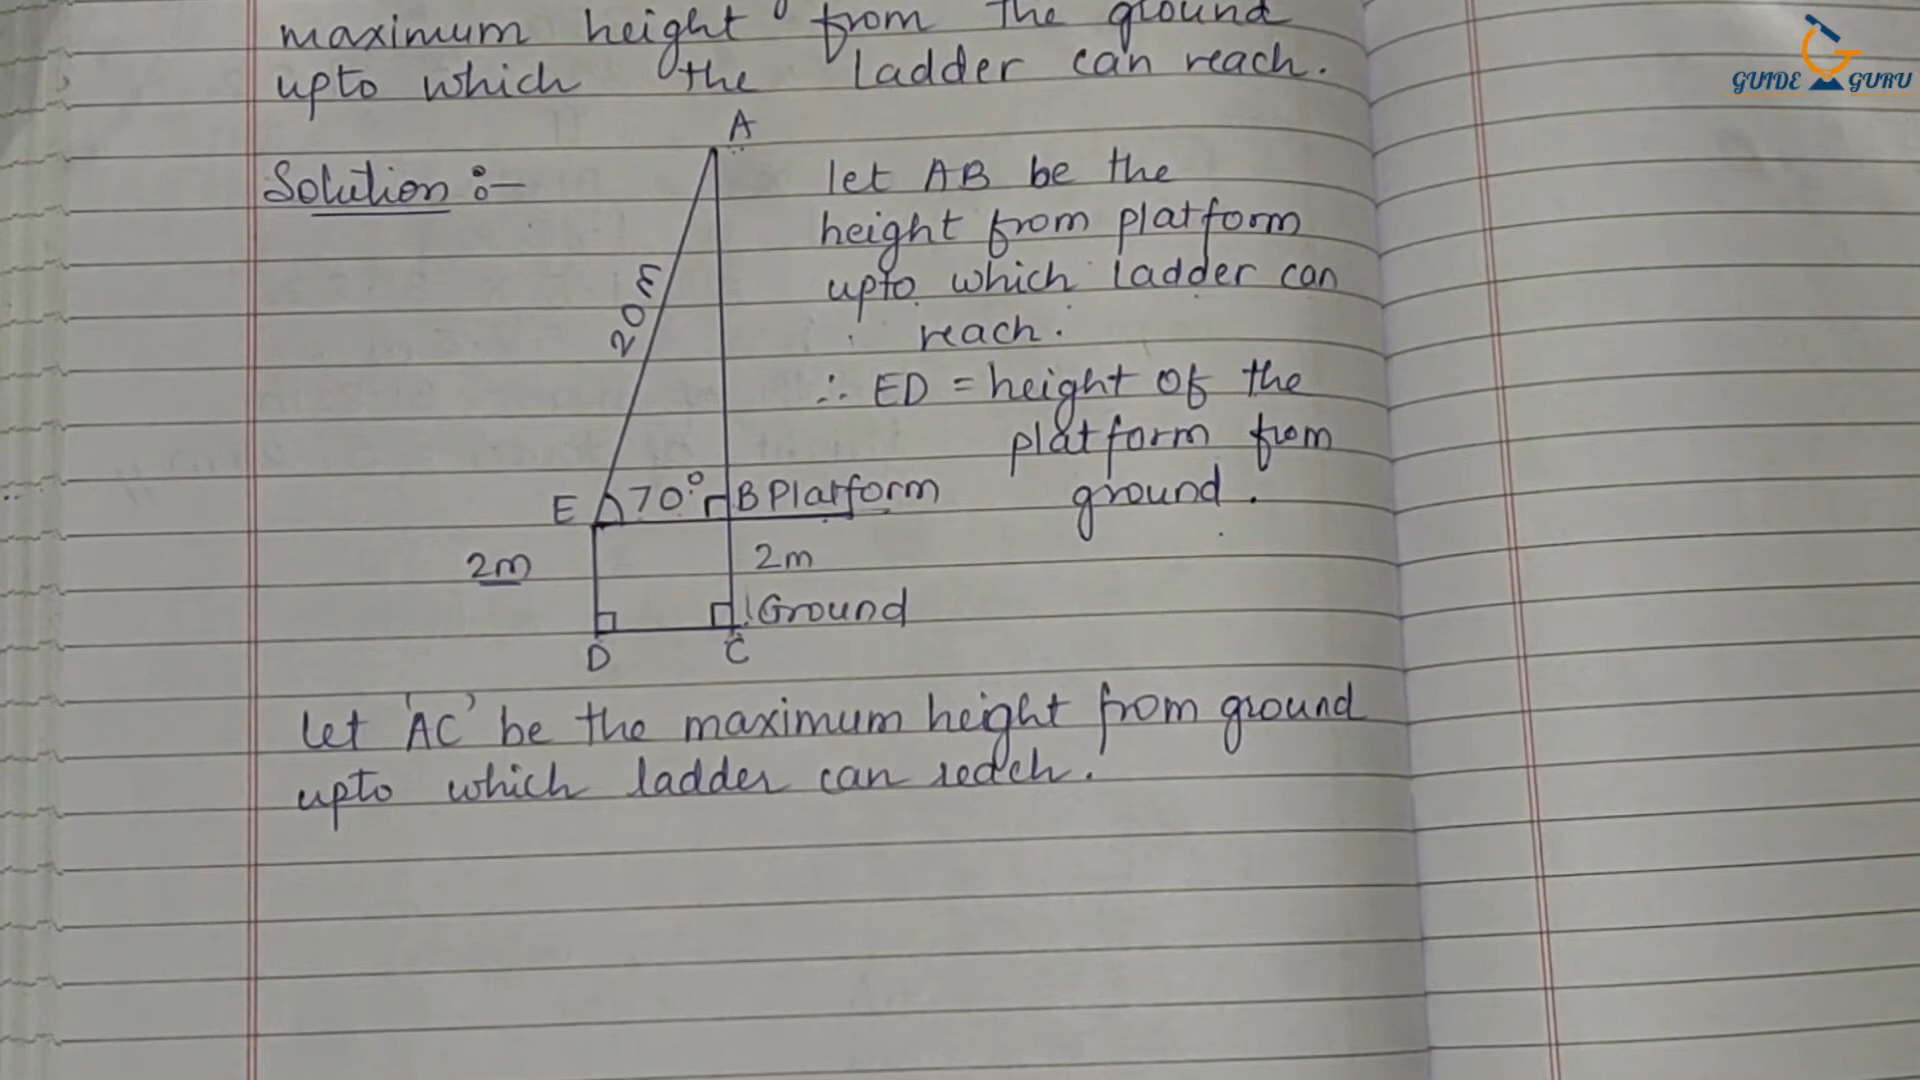 maximum height from the ground
upto which the ladder can reach.
GUIDE GURU
A
Solution :-
let AB be the
height from platform
upto which ladder can
reach.
20m
∴ ED = height of the
platform from
ground.
E 70° B Platform
2m
2m
Ground
D
C
Let 'AC' be the maximum height from ground
upto which ladder can reach.